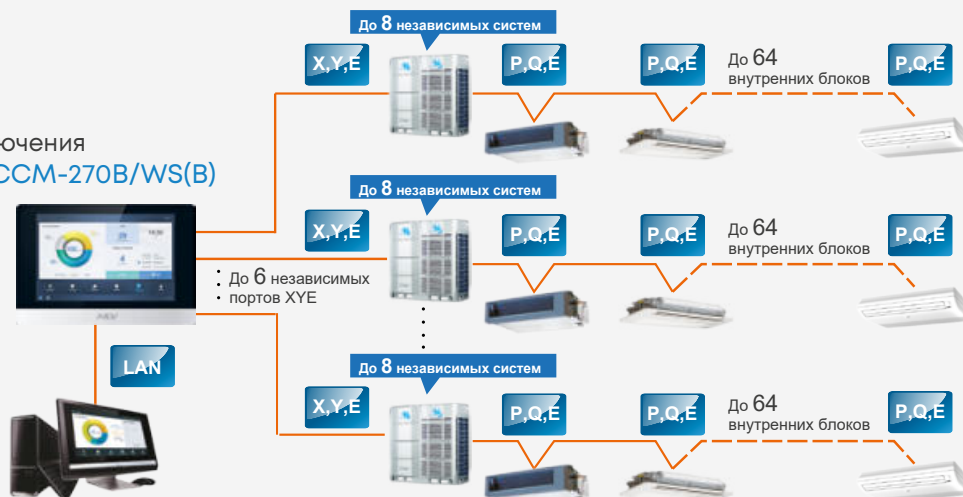 До 8 независимых систем
X,Y,E
P,Q,E
P,Q,E
До 64
внутренних блоков
P,Q,E
ючения
CCM-270B/WS(B)
До 8 независимых систем
X,Y,E
P,Q,E
P,Q,E
До 64
внутренних блоков
P,Q,E
До 6 независимых
портов XYE
LAN
До 8 независимых систем
X,Y,E
P,Q,E
P,Q,E
До 64
внутренних блоков
P,Q,E